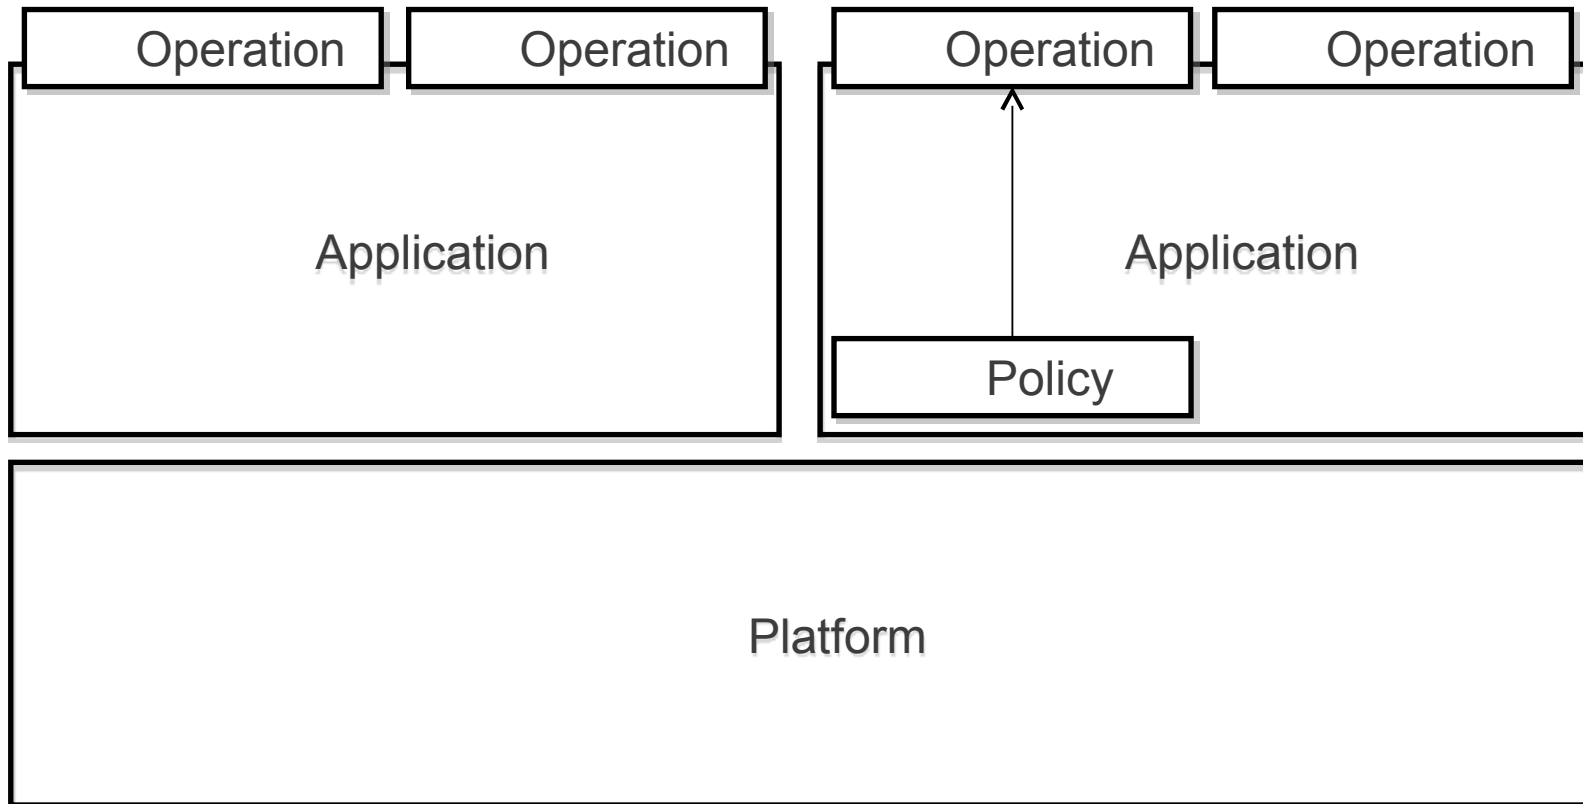 Operation
Operation
Operation
Operation
Application
Application
Policy
Platform